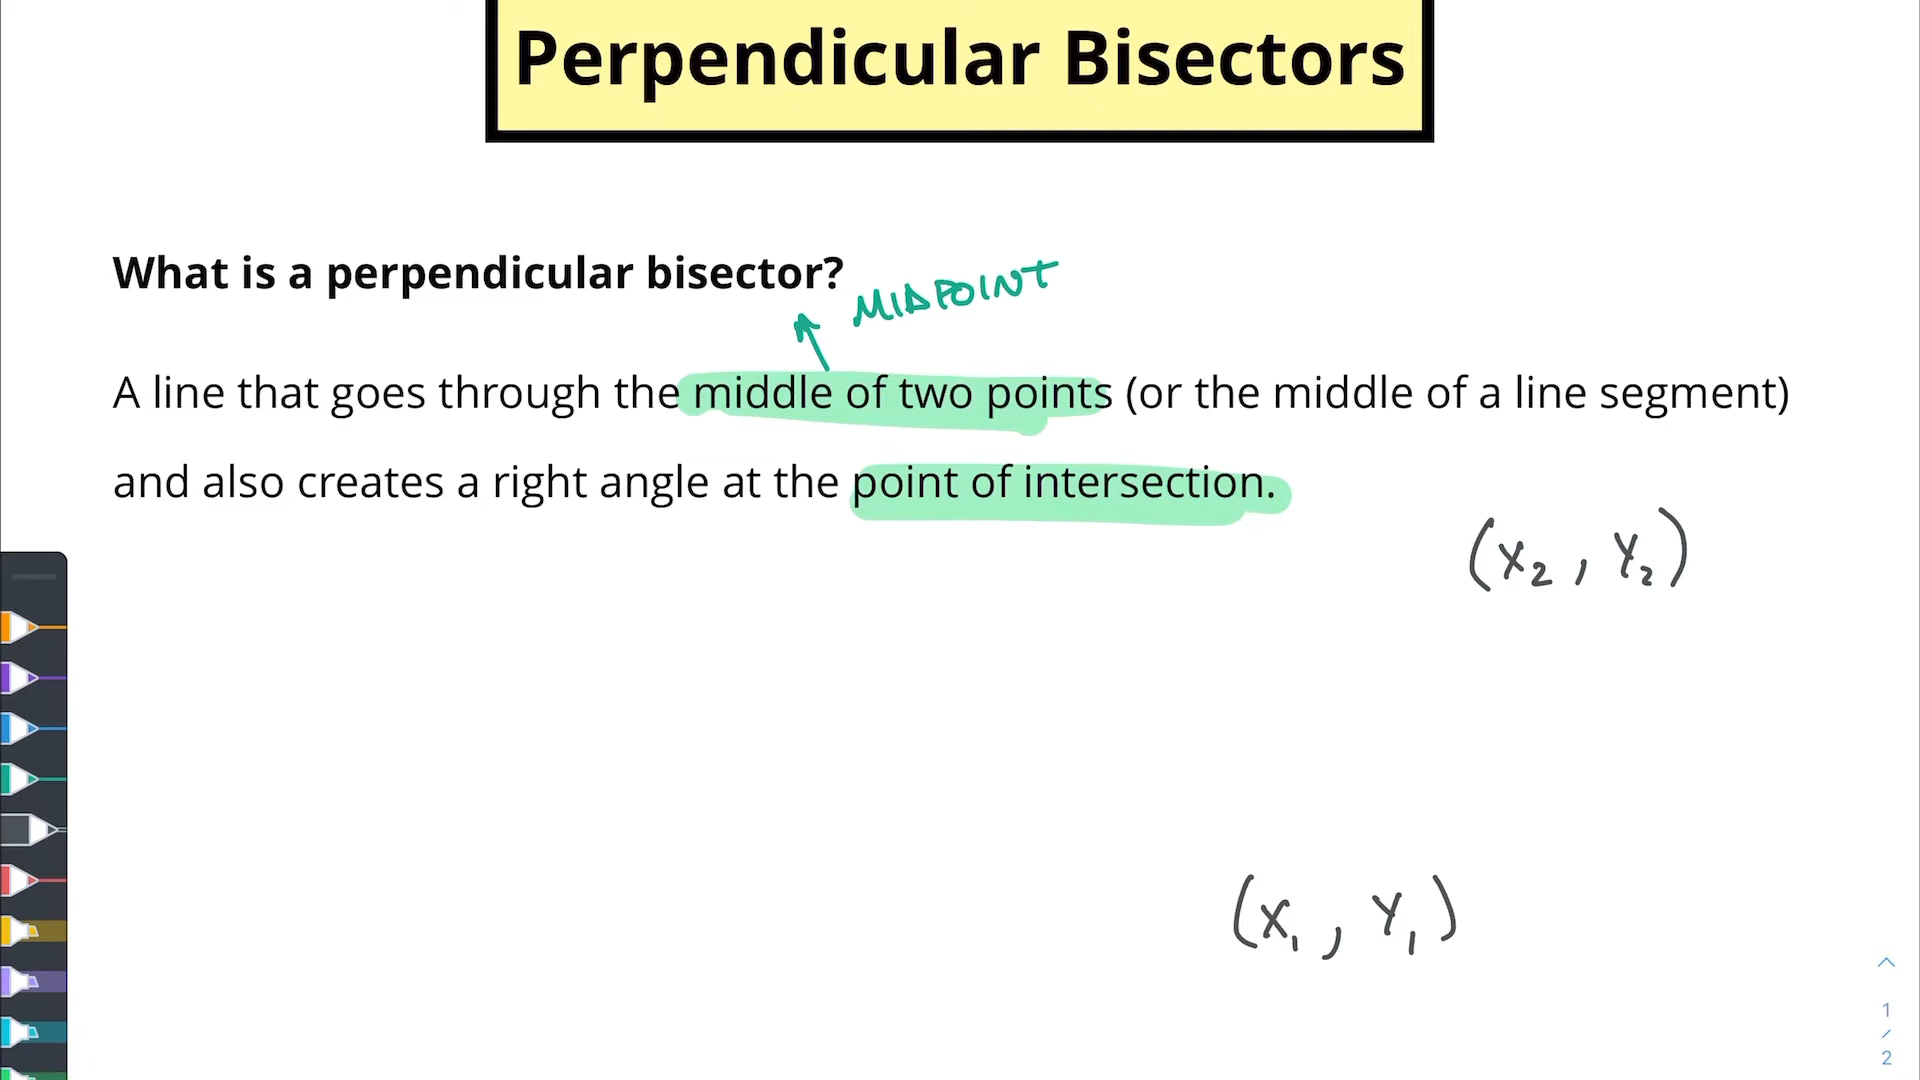 Perpendicular Bisectors
What is a perpendicular bisector?
MIDPOINT
A line that goes through the middle of two points (or the middle of a line segment)
and also creates a right angle at the point of intersection.
(x₂, y₂)
(x₁, y₁)
1
/
2